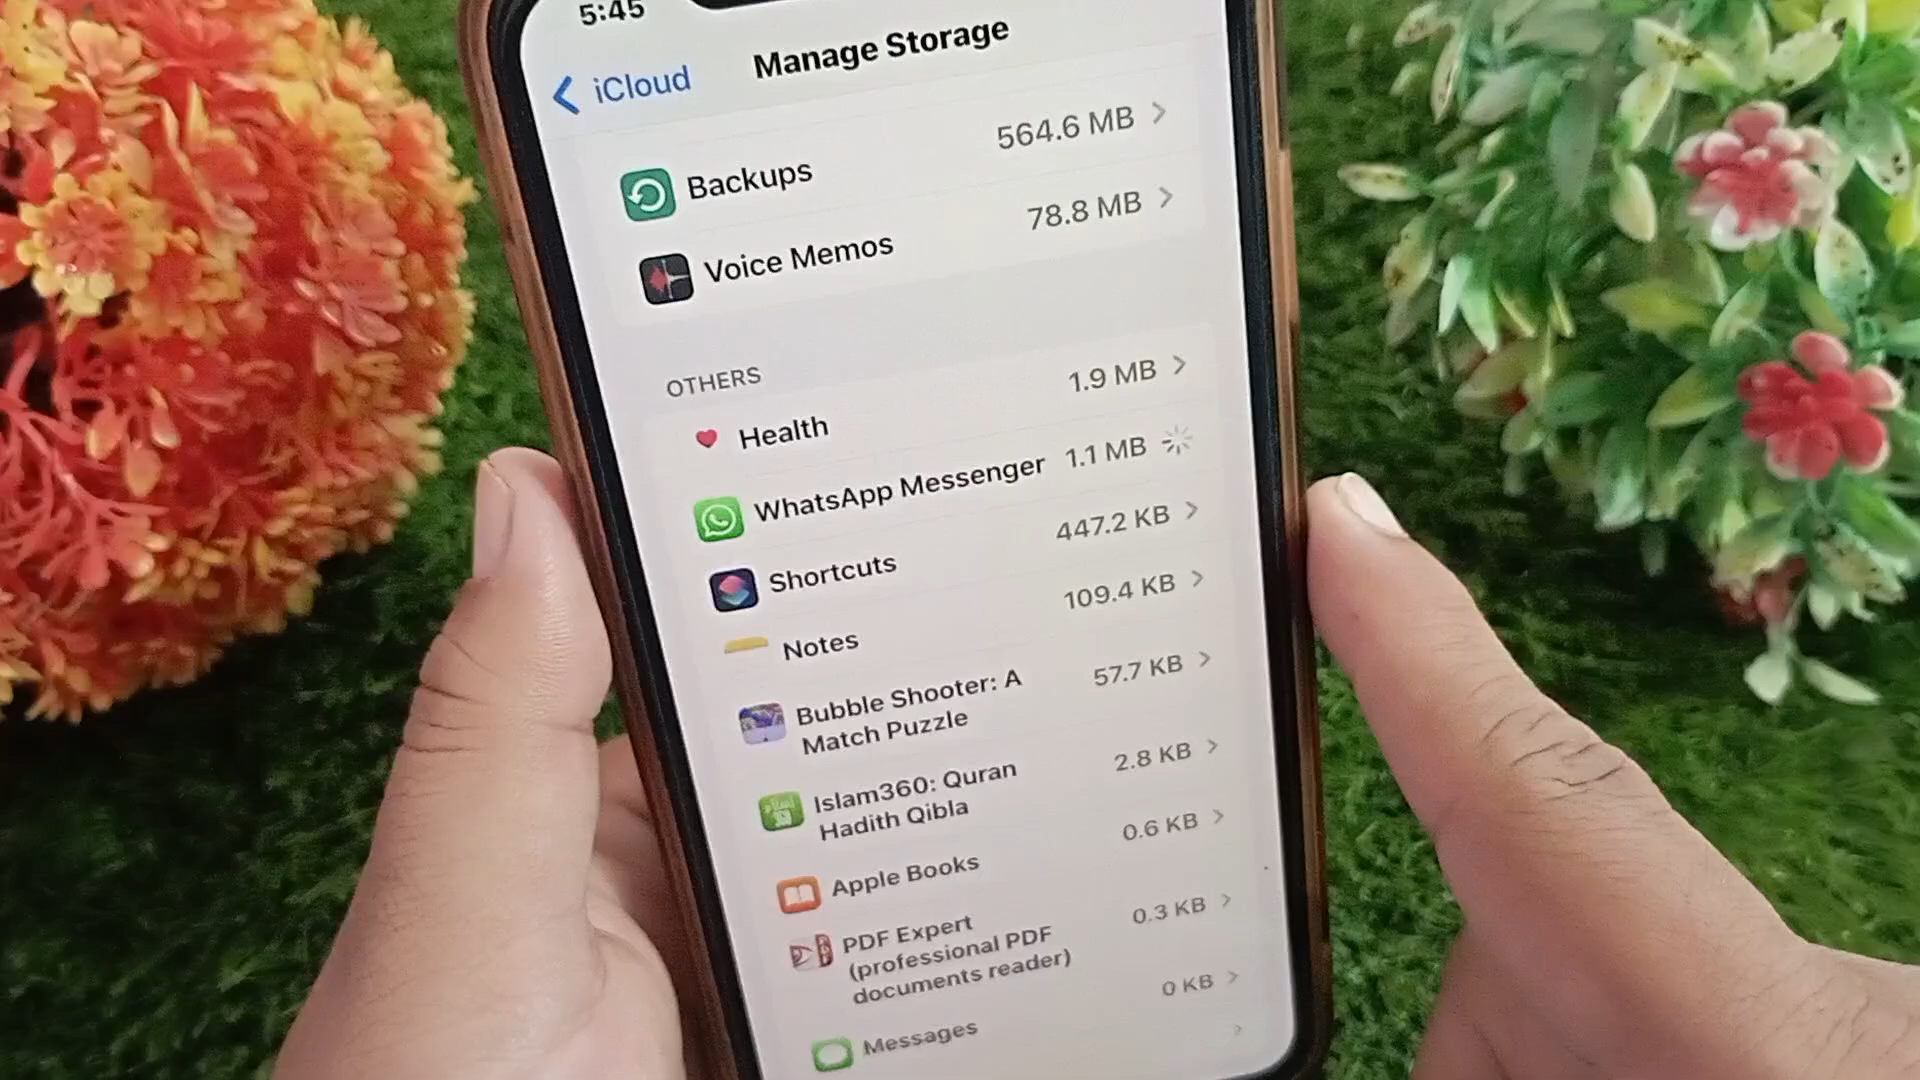 5:45
iCloud
Manage Storage
Backups 564.6 MB
Voice Memos 78.8 MB
OTHERS
Health 1.9 MB
WhatsApp Messenger 1.1 MB
Shortcuts 447.2 KB
Notes 109.4 KB
Bubble Shooter: A 57.7 KB
Match Puzzle
Islam360: Quran 2.8 KB
Hadith Qibla
Apple Books 0.6 KB
PDF Expert 0.3 KB
(professional PDF
documents reader)
Messages 0 KB